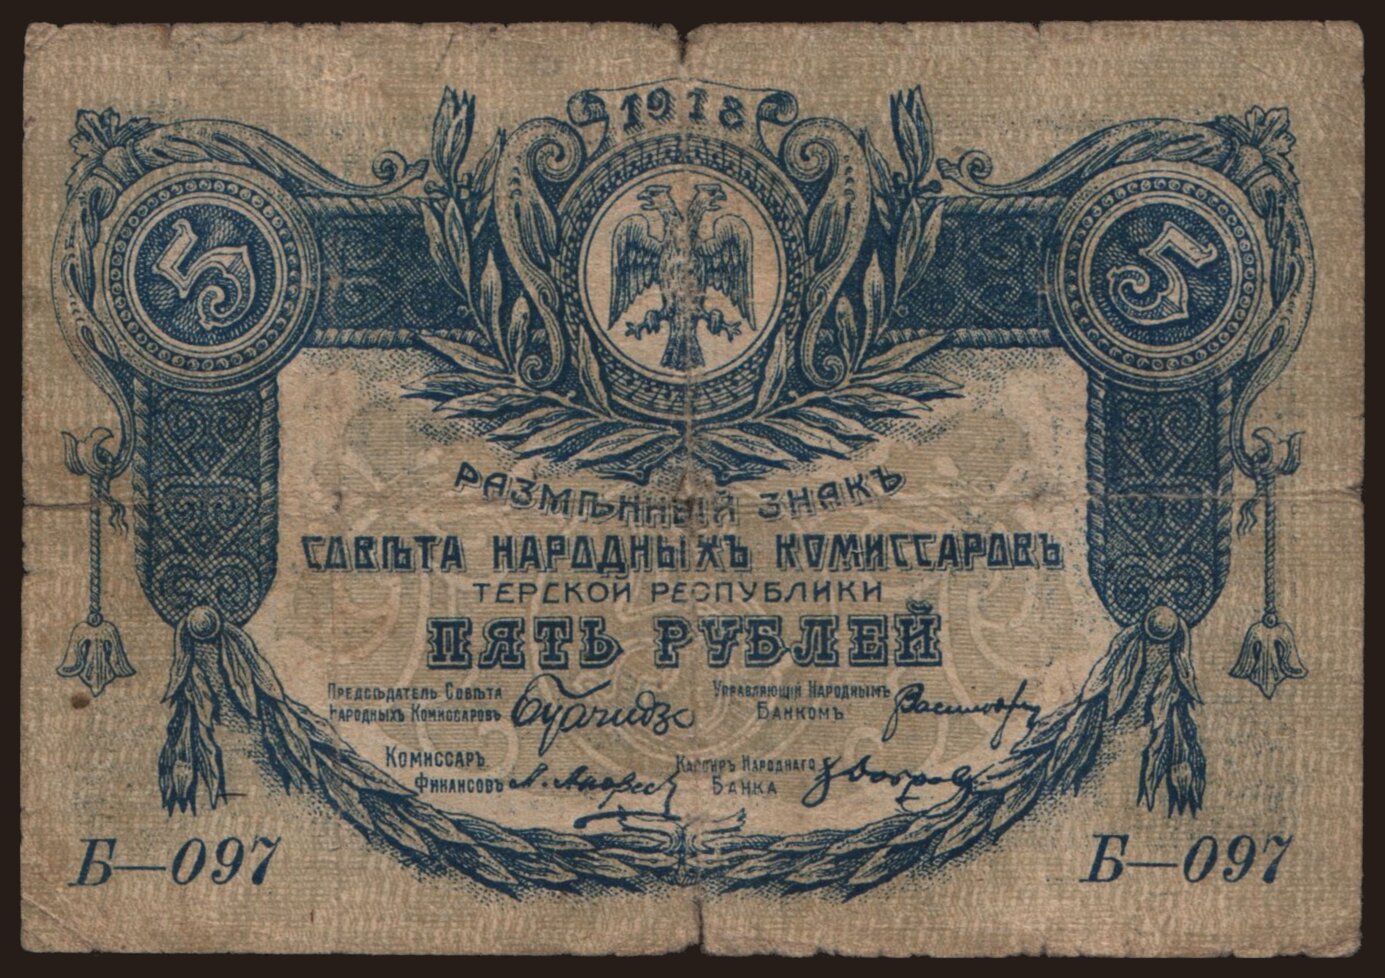 1918
5 5
РАЗМѢННЫЙ ЗНАКЪ
СОВѢТА НАРОДНЫХЪ КОМИССАРОВЪ
ТЕРСКОЙ РЕСПУБЛИКИ
ПЯТЬ РУБЛЕЙ
ПРЕДСѢДАТЕЛЬ СОВѢТА
НАРОДНЫХЪ КОМИССАРОВЪ
УПРАВЛЯЮЩІЙ НАРОДНЫМЪ
БАНКОМЪ
КОМИССАРЪ
ФИНАНСОВЪ
КАССИРЪ НАРОДНАГО
БАНКА
Б—097 Б—097